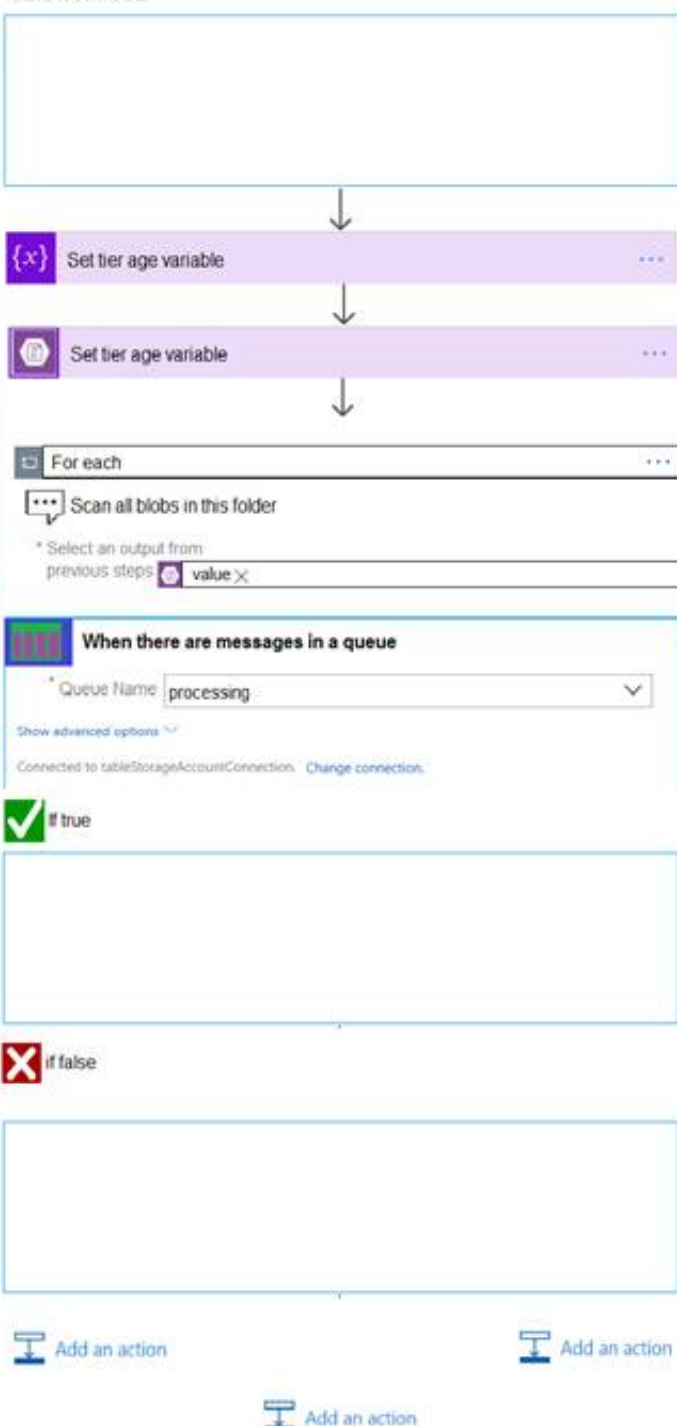 {x} Set tier age variable
Set tier age variable
For each
Scan all blobs in this folder
* Select an output from
previous steps value ×
When there are messages in a queue
* Queue Name processing
Show advanced options
Connected to tableStorageAccountConnection. Change connection.
If true
if false
Add an action Add an action
Add an action